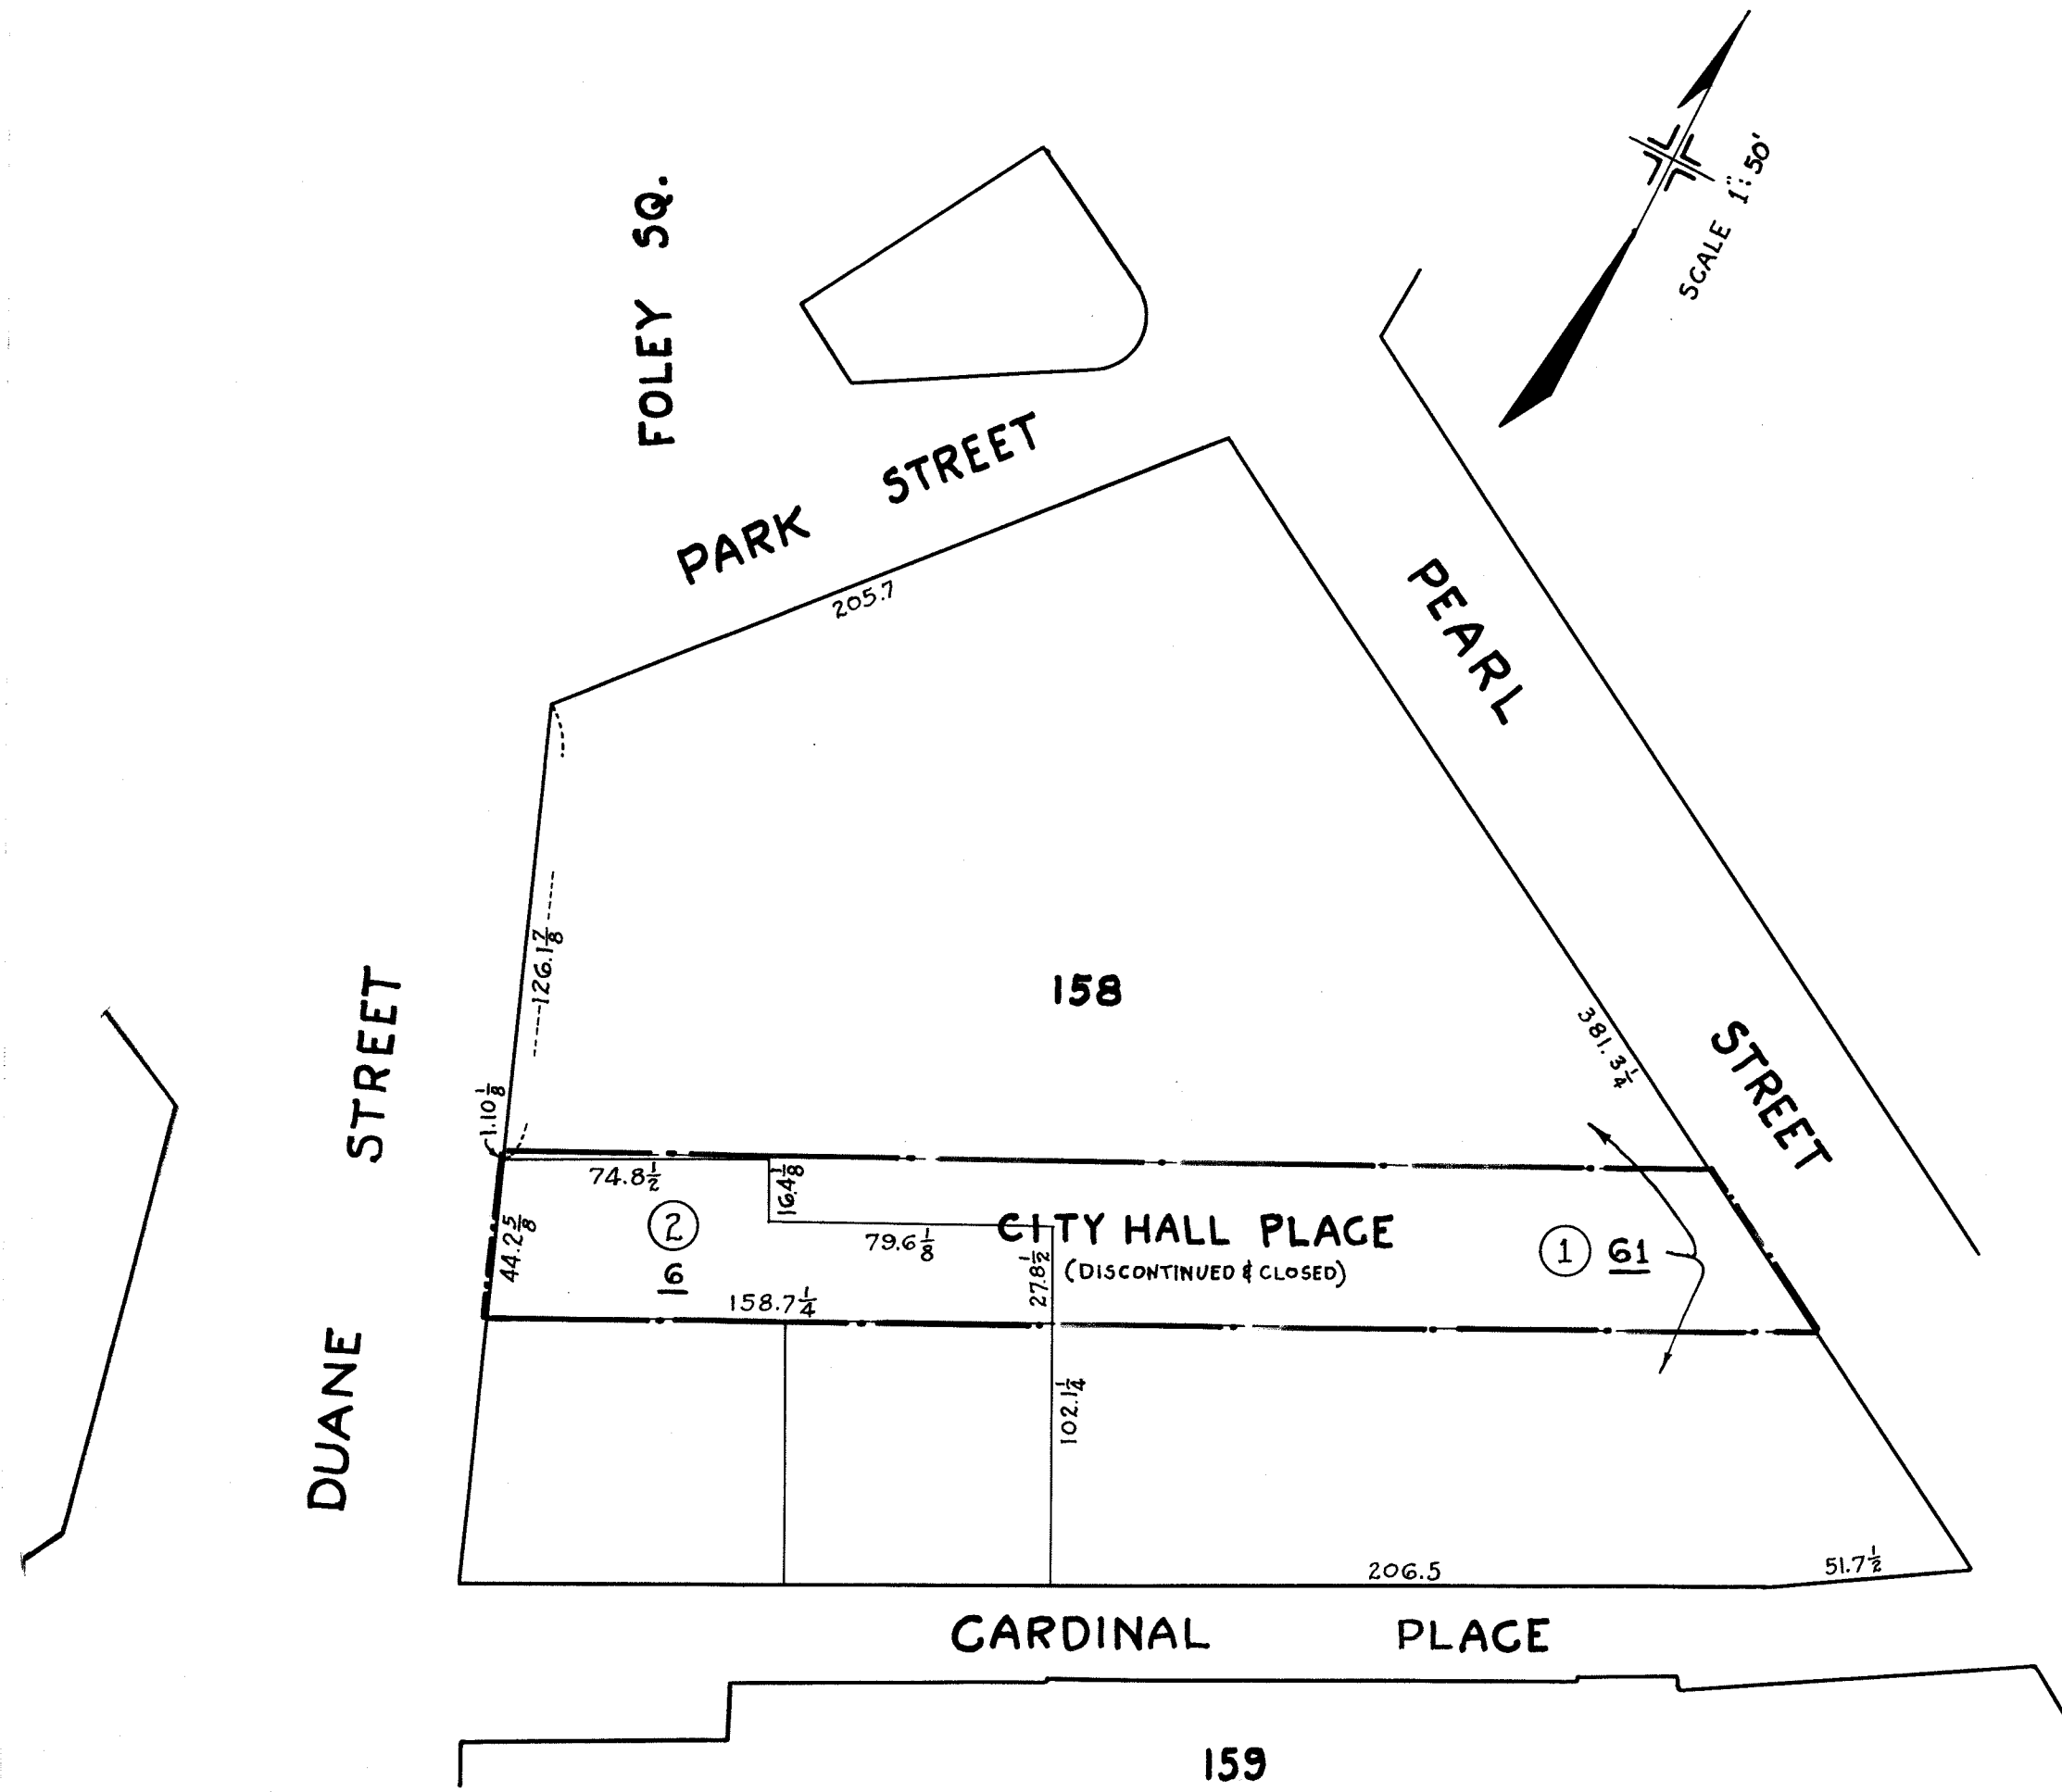 SCALE 1":50'
FOLEY SQ.
PARK STREET
205.7
PEARL STREET
126.1 7/8
158
381.3 1/4
DUANE STREET
1.10 1/8
74.8 1/2
16.4 1/8
2
16
44.2 5/8
79.6 1/8
CITY HALL PLACE
(DISCONTINUED & CLOSED)
1 61
27.8 1/2
158.7 1/4
102.1 1/4
206.5
51.7 1/2
CARDINAL PLACE
159